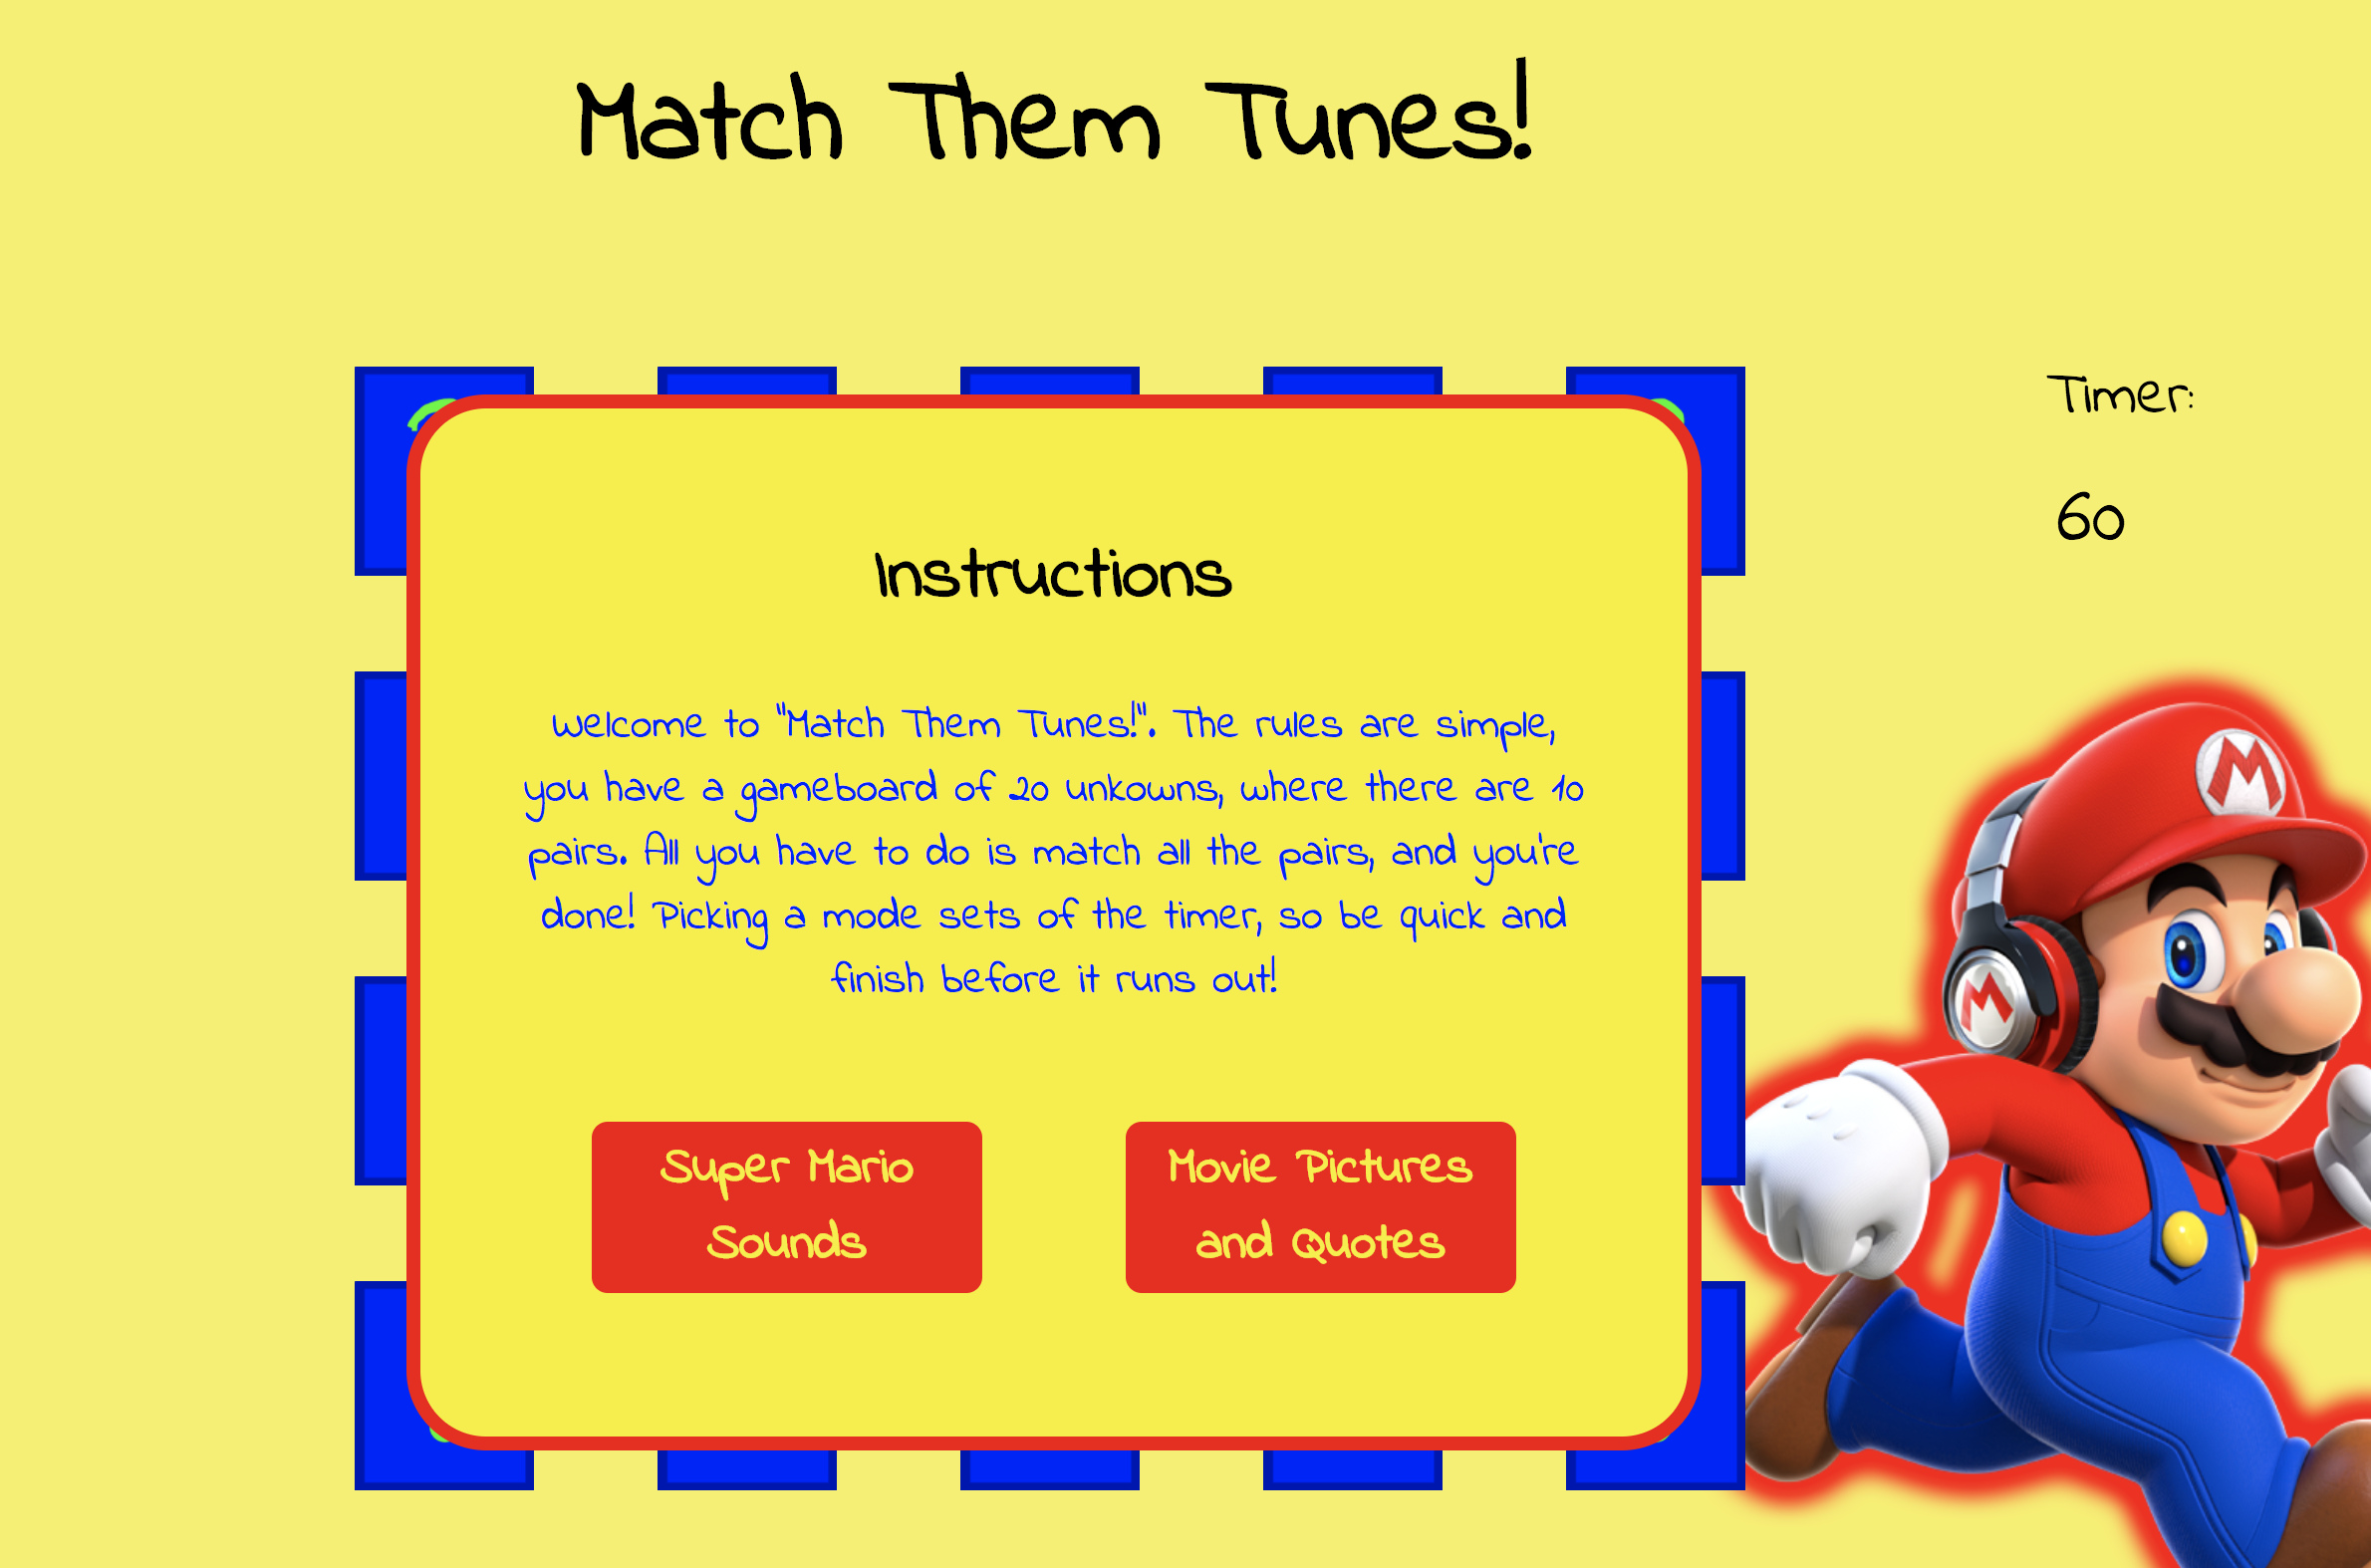 Match Them Tunes!
Timer:
60
Instructions
Welcome to "Match Them Tunes!". The rules are simple,
you have a gameboard of 20 unkowns, where there are 10
pairs. All you have to do is match all the pairs, and you're
done! Picking a mode sets of the timer, so be quick and
finish before it runs out!
Super Mario
Sounds
Movie Pictures
and Quotes
M
M